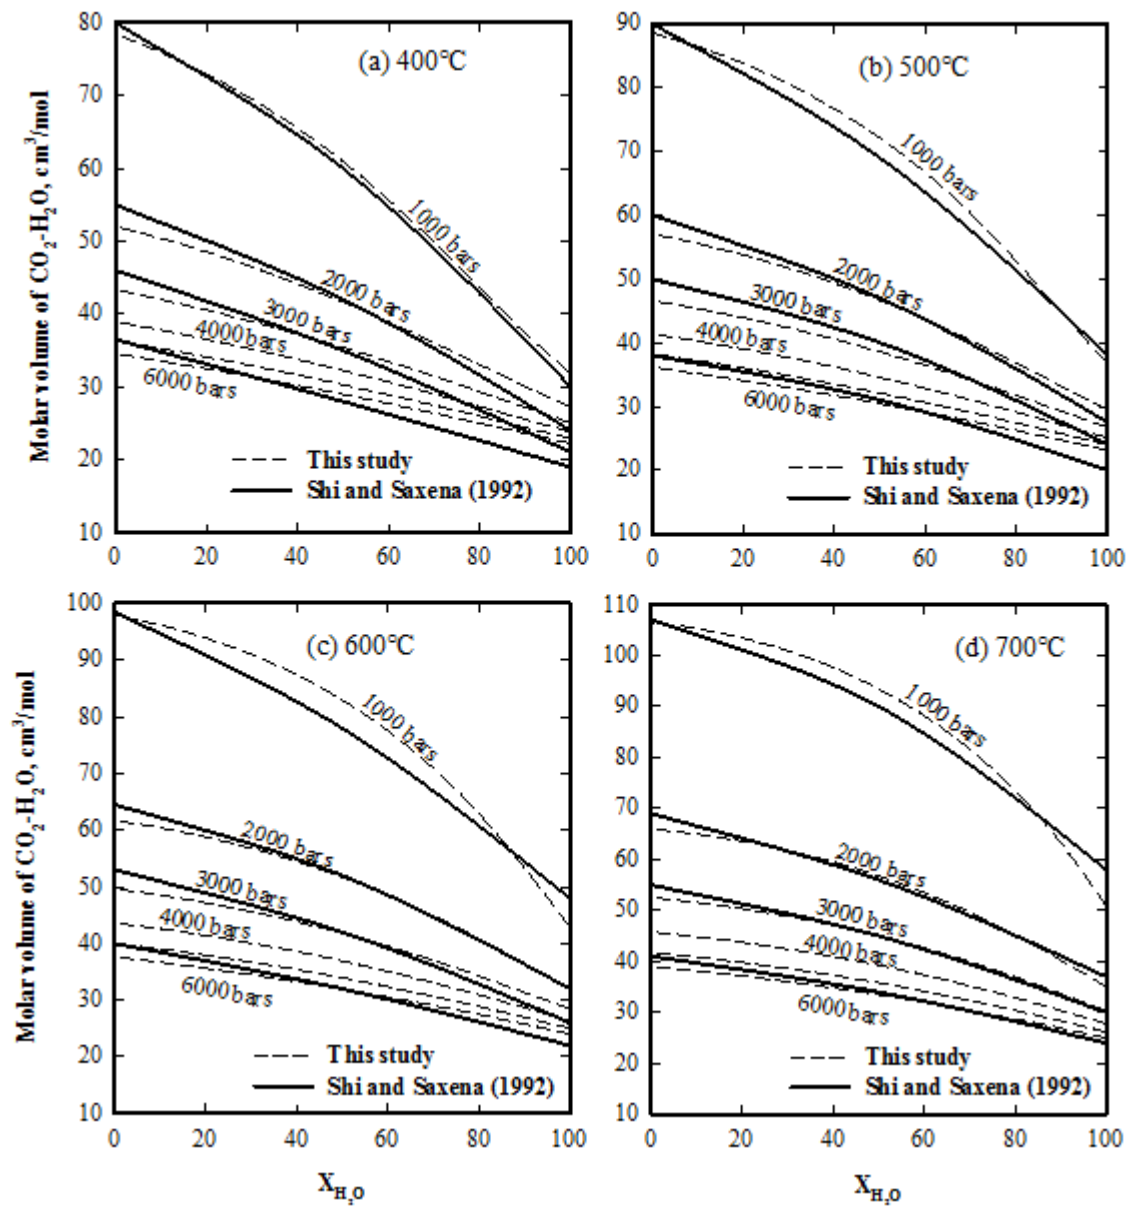 Molar volume of CO₂-H₂O, cm³/mol
80
70
60
50
40
30
20
10
(a) 400℃
1000 bars
2000 bars
3000 bars
4000 bars
6000 bars
This study
Shi and Saxena (1992)
0 20 40 60 80 100
90
80
70
60
50
40
30
20
10
(b) 500℃
1000 bars
2000 bars
3000 bars
4000 bars
6000 bars
This study
Shi and Saxena (1992)
0 20 40 60 80 100
Molar volume of CO₂-H₂O, cm³/mol
100
90
80
70
60
50
40
30
20
10
(c) 600℃
1000 bars
2000 bars
3000 bars
4000 bars
6000 bars
This study
Shi and Saxena (1992)
0 20 40 60 80 100
X_H₂O
110
100
90
80
70
60
50
40
30
20
10
(d) 700℃
1000 bars
2000 bars
3000 bars
4000 bars
6000 bars
This study
Shi and Saxena (1992)
0 20 40 60 80 100
X_H₂O